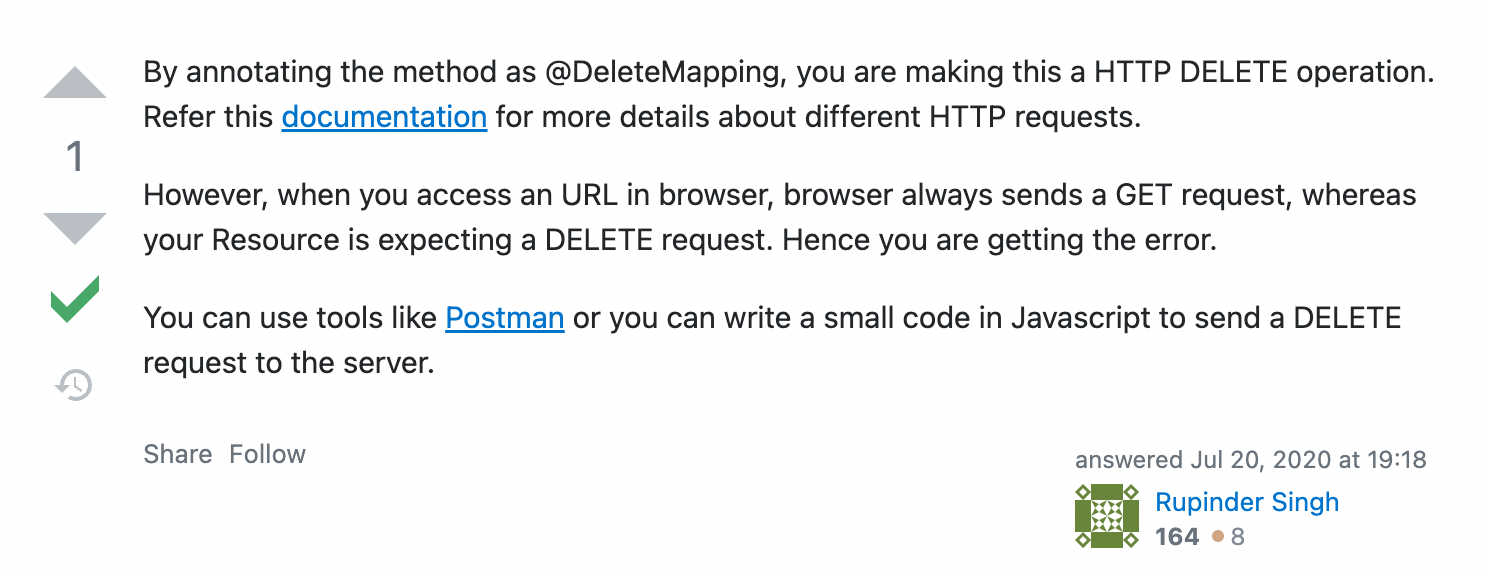 By annotating the method as @DeleteMapping, you are making this a HTTP DELETE operation.
Refer this documentation for more details about different HTTP requests.
1
However, when you access an URL in browser, browser always sends a GET request, whereas
your Resource is expecting a DELETE request. Hence you are getting the error.
You can use tools like Postman or you can write a small code in Javascript to send a DELETE
request to the server.
Share Follow
answered Jul 20, 2020 at 19:18
Rupinder Singh
164 8